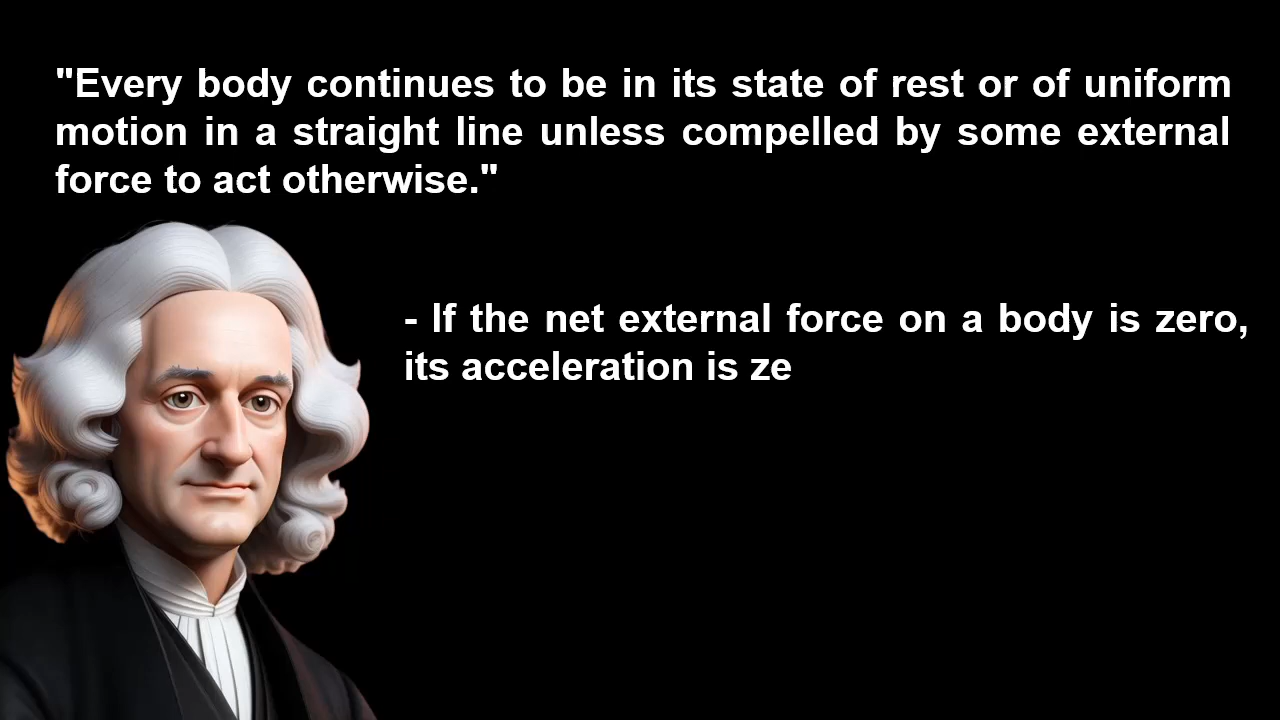 "Every body continues to be in its state of rest or of uniform
motion in a straight line unless compelled by some external
force to act otherwise."
- If the net external force on a body is zero,
its acceleration is ze